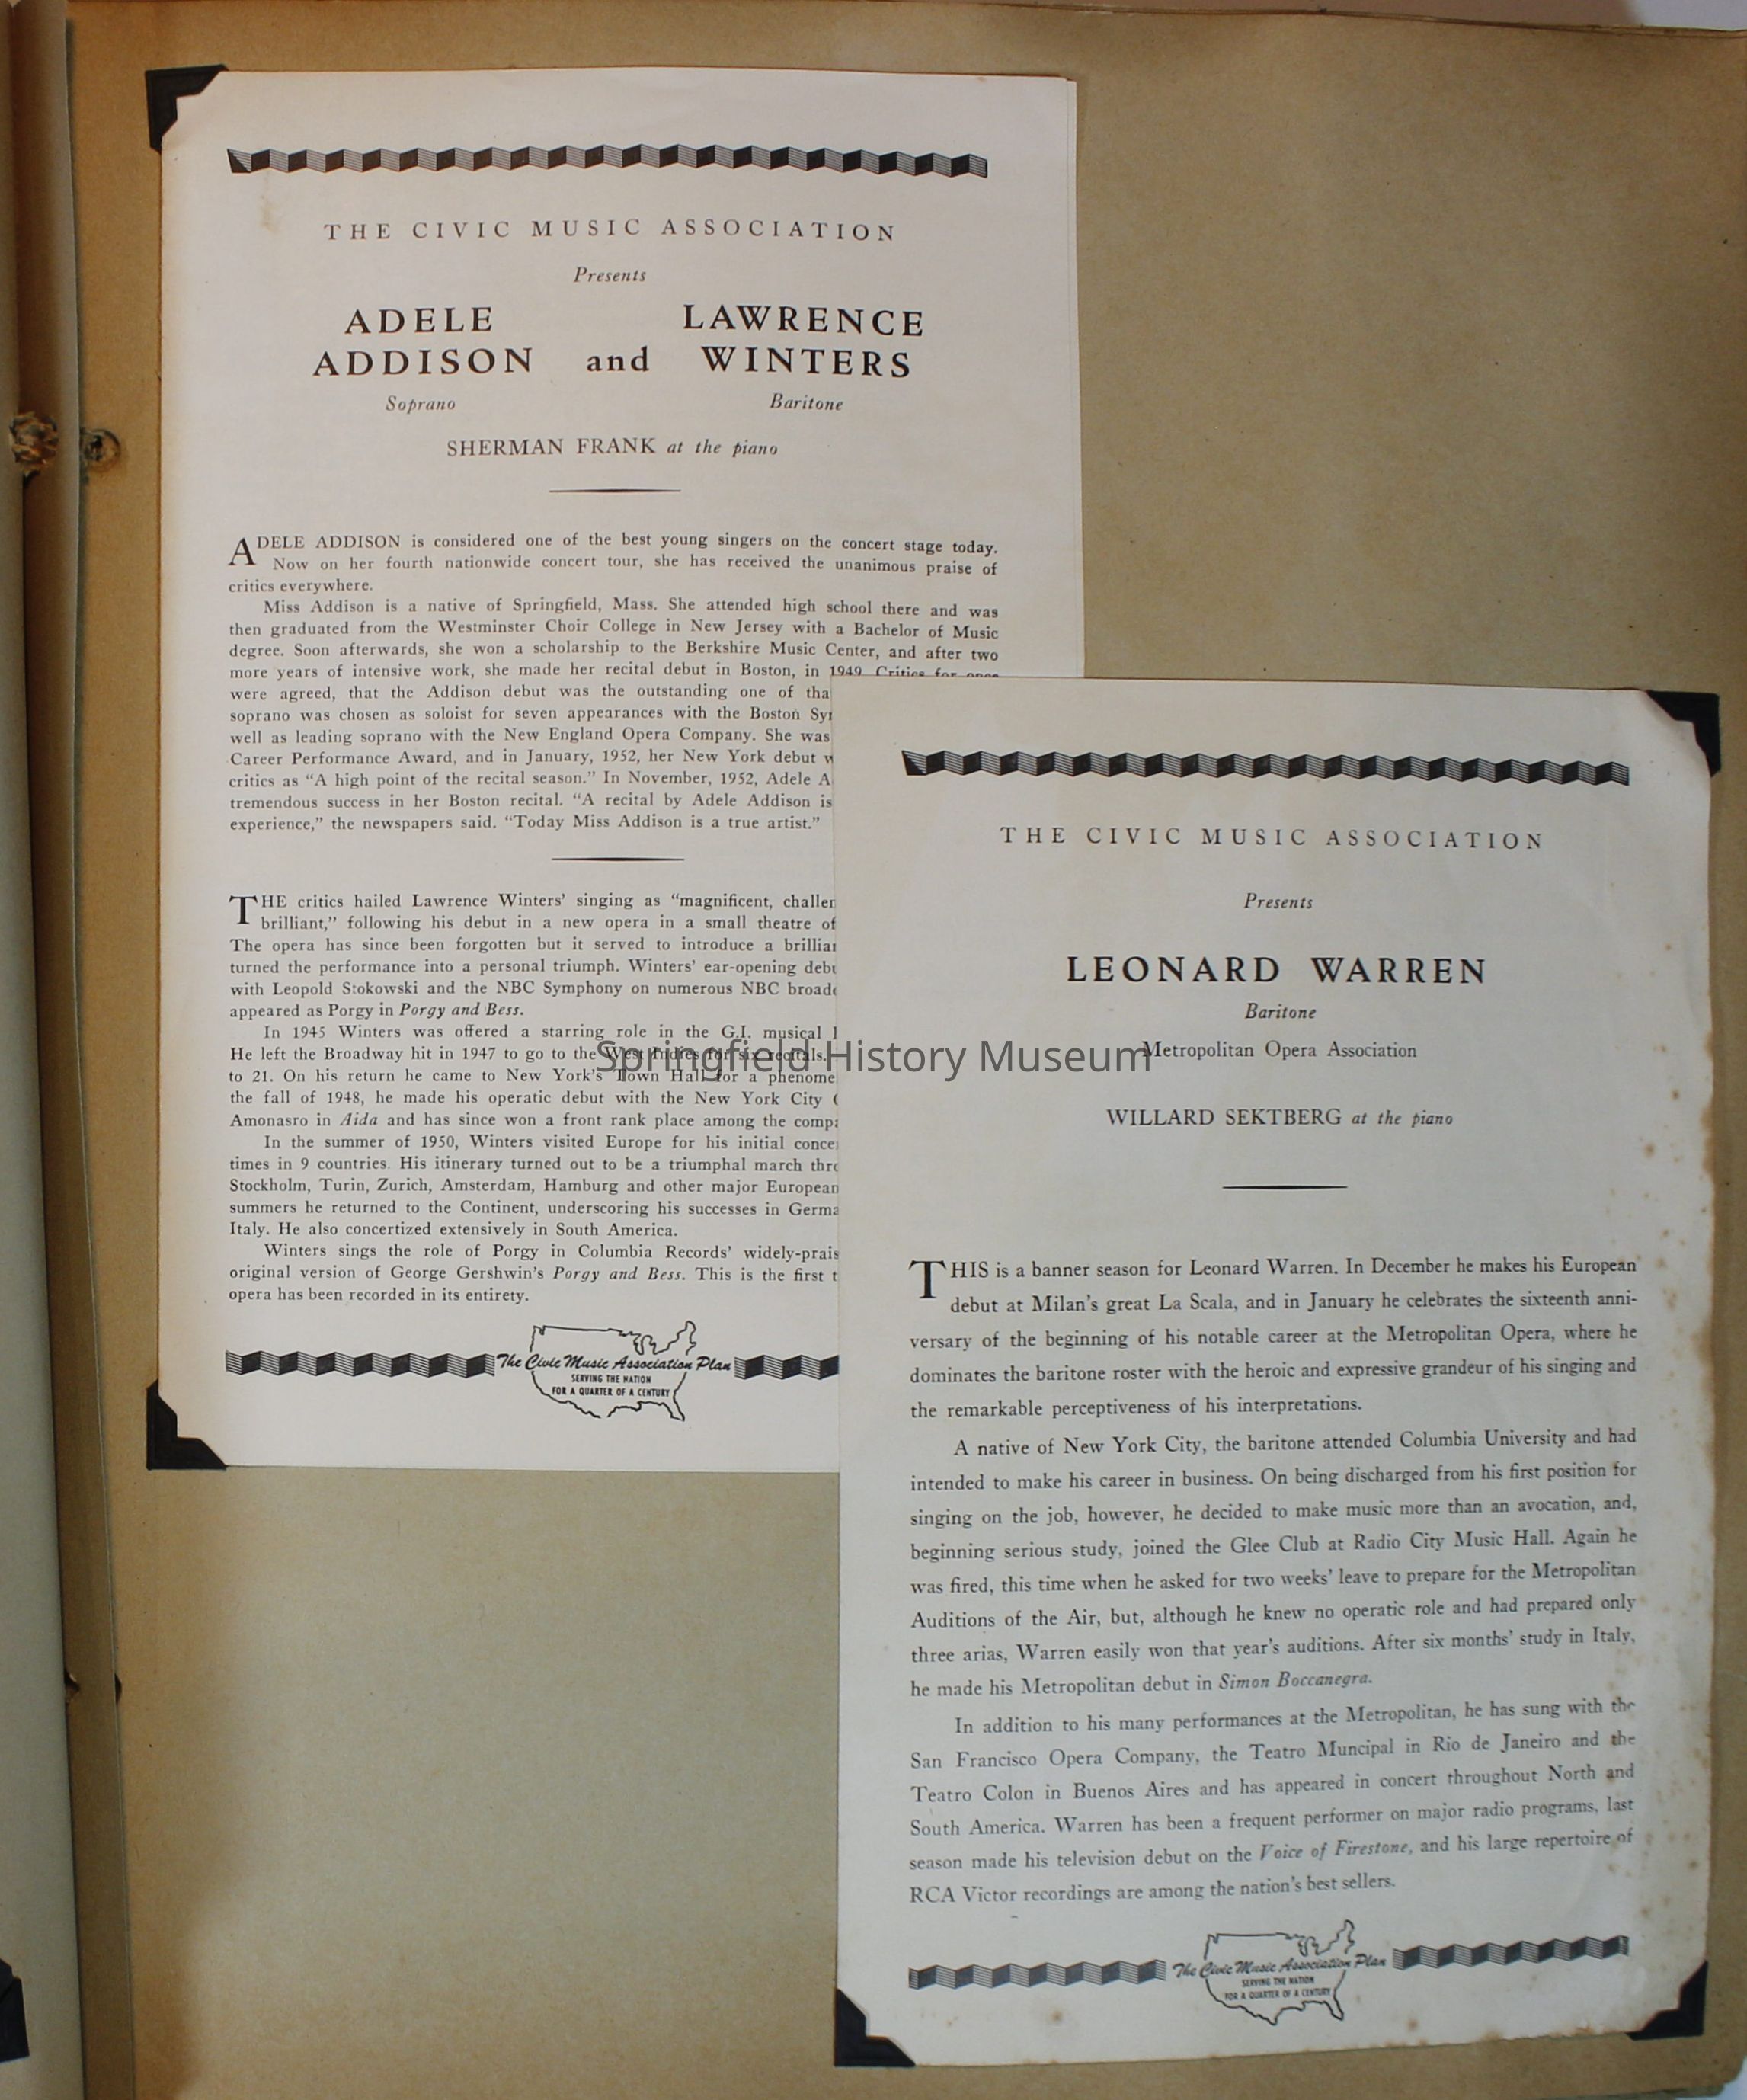 THE CIVIC MUSIC ASSOCIATION
Presents
ADELE LAWRENCE
ADDISON and WINTERS
Soprano Baritone
SHERMAN FRANK at the piano
ADELE ADDISON is considered one of the best young singers on the concert stage today.
Now on her fourth nationwide concert tour, she has received the unanimous praise of
critics everywhere.
Miss Addison is a native of Springfield, Mass. She attended high school there and was
then graduated from the Westminster Choir College in New Jersey with a Bachelor of Music
degree. Soon afterwards, she won a scholarship to the Berkshire Music Center, and after two
more years of intensive work, she made her recital debut in Boston, in 1949. Critics for once
were agreed, that the Addison debut was the outstanding one of
soprano was chosen as soloist for seven appearances with the Boston
well as leading soprano with the New England Opera Company. She was
Career Performance Award, and in January, 1952, her New York debut
critics as “A high point of the recital season.” In November, 1952, Adele
tremendous success in her Boston recital. “A recital by Adele Addison is
experience,” the newspapers said. “Today Miss Addison is a true artist.”
THE critics hailed Lawrence Winters’ singing as “magnificent,
brilliant,” following his debut in a new opera in a small theatre of
The opera has since been forgotten but it served to introduce a
turned the performance into a personal triumph. Winters’ ear-opening
with Leopold Stokowski and the NBC Symphony on numerous NBC
appeared as Porgy in Porgy and Bess.
In 1945 Winters was offered a starring role in the G.I. musical
He left the Broadway hit in 1947 to go to the West Indies for six recitals.
to 21. On his return he came to New York’s Town Hall for a
the fall of 1948, he made his operatic debut with the New York City
Amonasro in Aida and has since won a front rank place among the
In the summer of 1950, Winters visited Europe for his initial
times in 9 countries. His itinerary turned out to be a triumphal march
Stockholm, Turin, Zurich, Amsterdam, Hamburg and other major European
summers he returned to the Continent, underscoring his successes in
Italy. He also concertized extensively in South America.
Winters sings the role of Porgy in Columbia Records’
original version of George Gershwin’s Porgy and Bess. This is the first
opera has been recorded in its entirety.
The Civic Music Association Plan
SERVING THE NATION
FOR A QUARTER OF A CENTURY
Springfield History Museum
THE CIVIC MUSIC ASSOCIATION
Presents
LEONARD WARREN
Baritone
Metropolitan Opera Association
WILLARD SEKTBERG at the piano
THIS is a banner season for Leonard Warren. In December he makes his European
debut at Milan’s great La Scala, and in January he celebrates the sixteenth anni-
versary of the beginning of his notable career at the Metropolitan Opera, where he
dominates the baritone roster with the heroic and expressive grandeur of his singing and
the remarkable perceptiveness of his interpretations.
A native of New York City, the baritone attended Columbia University and had
intended to make his career in business. On being discharged from his first position for
singing on the job, however, he decided to make music more than an avocation, and,
beginning serious study, joined the Glee Club at Radio City Music Hall. Again he
was fired, this time when he asked for two weeks’ leave to prepare for the Metropolitan
Auditions of the Air, but, although he knew no operatic role and had prepared only
three arias, Warren easily won that year’s auditions. After six months’ study in Italy,
he made his Metropolitan debut in Simon Boccanegra.
In addition to his many performances at the Metropolitan, he has sung with the
San Francisco Opera Company, the Teatro Muncipal in Rio de Janeiro and the
Teatro Colon in Buenos Aires and has appeared in concert throughout North and
South America. Warren has been a frequent performer on major radio programs, last
season made his television debut on the Voice of Firestone, and his large repertoire of
RCA Victor recordings are among the nation’s best sellers.
The Civic Music Association Plan
SERVING THE NATION
FOR A QUARTER OF A CENTURY